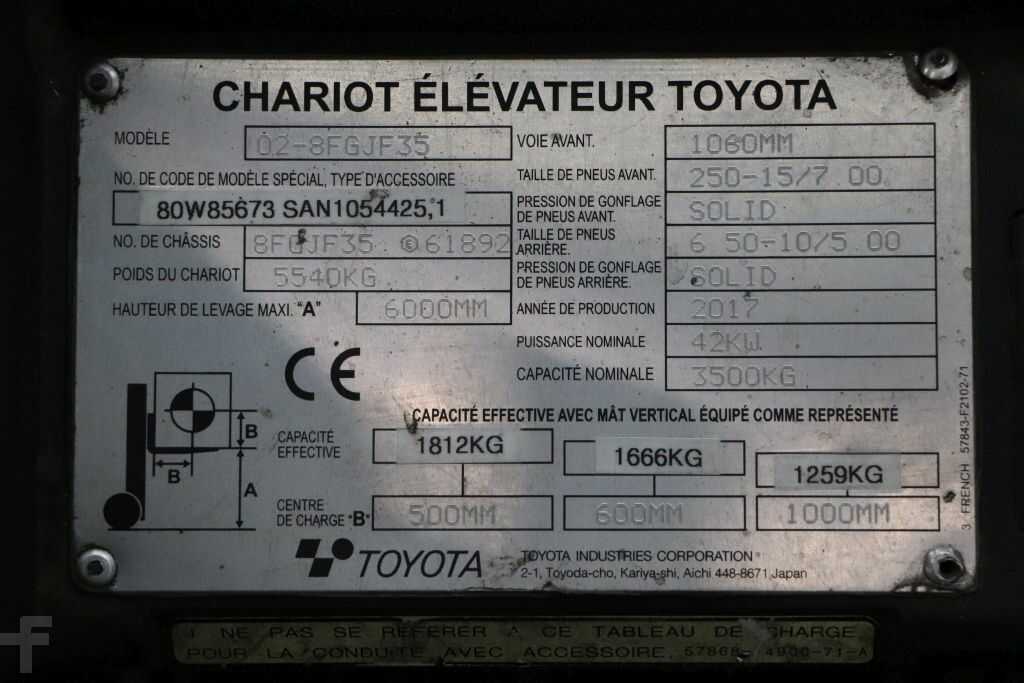 CHARIOT ÉLÉVATEUR TOYOTA
MODÈLE 02-8FGJF35
NO. DE CODE DE MODÈLE SPÉCIAL, TYPE D'ACCESSOIRE
80W85673 SAN1054425,1
NO. DE CHÂSSIS 8FGJF35 ©61892
POIDS DU CHARIOT 5540KG
HAUTEUR DE LEVAGE MAXI. "A" 6000MM
VOIE AVANT. 1060MM
TAILLE DE PNEUS AVANT. 250-15/7 00
PRESSION DE GONFLAGE
DE PNEUS AVANT. SOLID
TAILLE DE PNEUS
ARRIÈRE. 6 50-10/5 00
PRESSION DE GONFLAGE
DE PNEUS ARRIÈRE. SOLID
ANNÉE DE PRODUCTION 2017
PUISSANCE NOMINALE 42KW
CAPACITÉ NOMINALE 3500KG
CE
B
B
A
CAPACITÉ EFFECTIVE AVEC MÂT VERTICAL ÉQUIPÉ COMME REPRÉSENTÉ
CAPACITÉ
EFFECTIVE 1812KG 1666KG 1259KG
CENTRE
DE CHARGE "B" 500MM 600MM 1000MM
TOYOTA
TOYOTA INDUSTRIES CORPORATION
2-1, Toyoda-cho, Kariya-shi, Aichi 448-8671 Japan
3 FRENCH 57843-F2102-71
NE PAS SE RÉFÉRER A CE TABLEAU DE CHARGE
POUR LA CONDUITE AVEC ACCESSOIRE.